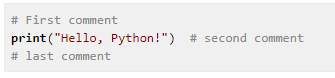 # First comment
print("Hello, Python!")  # second comment
# last comment